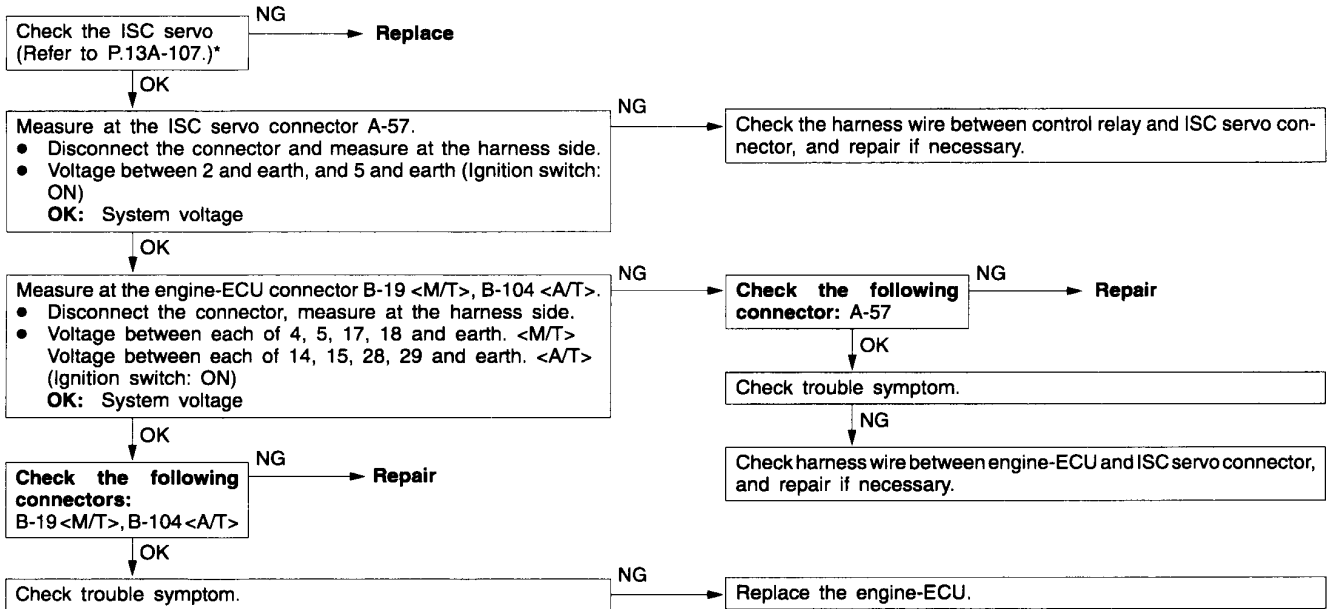 Check the ISC servo
(Refer to P.13A-107.)*
NG
Replace
OK
Measure at the ISC servo connector A-57.
● Disconnect the connector and measure at the harness side.
● Voltage between 2 and earth, and 5 and earth (Ignition switch:
ON)
OK: System voltage
NG
Check the harness wire between control relay and ISC servo con-
nector, and repair if necessary.
OK
Measure at the engine-ECU connector B-19 <M/T>, B-104 <A/T>.
● Disconnect the connector, measure at the harness side.
● Voltage between each of 4, 5, 17, 18 and earth. <M/T>
Voltage between each of 14, 15, 28, 29 and earth. <A/T>
(Ignition switch: ON)
OK: System voltage
NG
Check the following
connector: A-57
NG
Repair
OK
Check trouble symptom.
NG
Check harness wire between engine-ECU and ISC servo connector,
and repair if necessary.
OK
Check the following
connectors:
B-19 <M/T>, B-104 <A/T>
NG
Repair
OK
Check trouble symptom.
NG
Replace the engine-ECU.